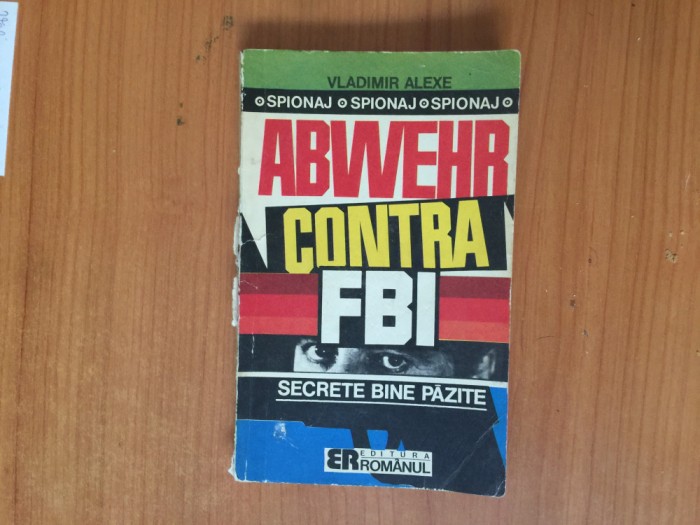 VLADIMIR ALEXE
SPIONAJ SPIONAJ SPIONAJ
ABWEHR
CONTRA
FBI
SECRETE BINE PĂZITE
ER EDITURA
ROMÂNUL